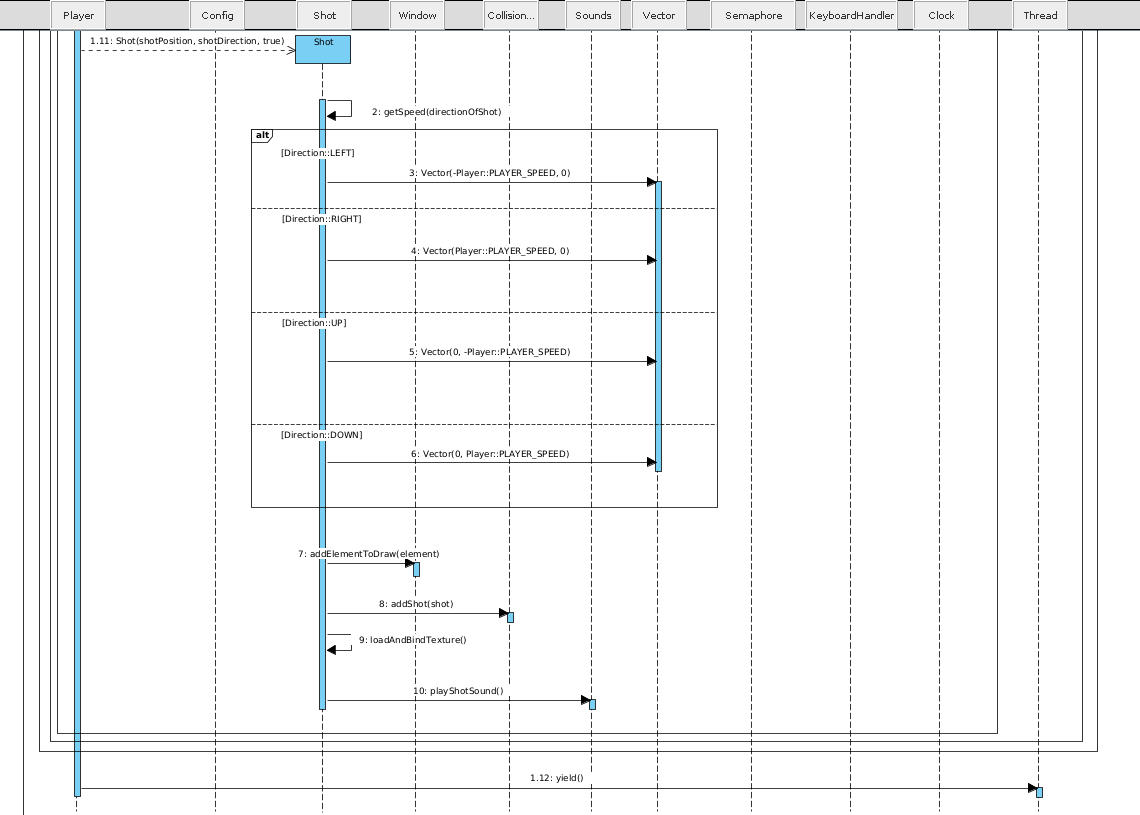 Player
Config
Shot
Window
Collision...
Sounds
Vector
Semaphore
KeyboardHandler
Clock
Thread
1.11: Shot(shotPosition, shotDirection, true)
Shot
2: getSpeed(directionOfShot)
alt
[Direction::LEFT]
3: Vector(-Player::PLAYER_SPEED, 0)
[Direction::RIGHT]
4: Vector(Player::PLAYER_SPEED, 0)
[Direction::UP]
5: Vector(0, -Player::PLAYER_SPEED)
[Direction::DOWN]
6: Vector(0, Player::PLAYER_SPEED)
7: addElementToDraw(element)
8: addShot(shot)
9: loadAndBindTexture()
10: playShotSound()
1.12: yield()